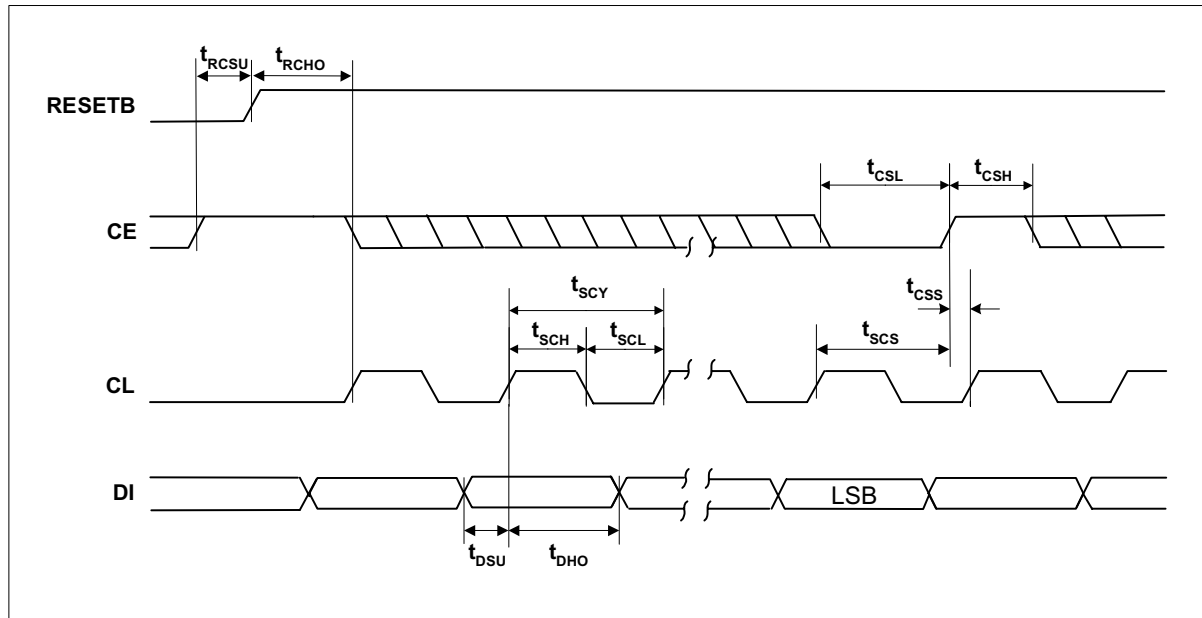 tRCSU tRCHO
RESETB
tCSL tCSH
CE
tSCY
tCSS
tSCH tSCL tSCS
CL
DI LSB
tDSU tDHO